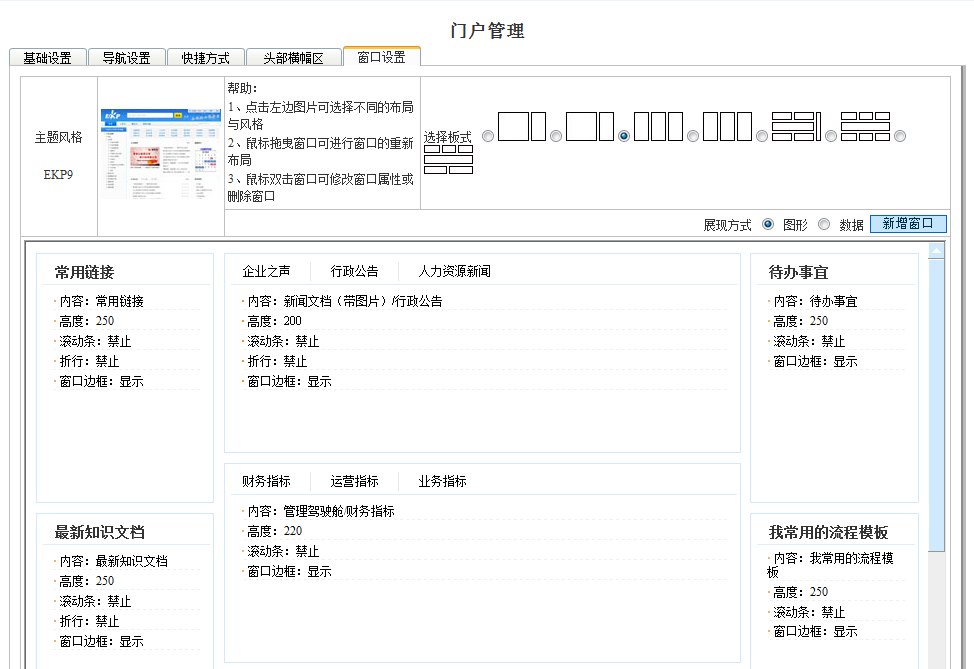 门户管理
基础设置
导航设置
快捷方式
头部横幅区
窗口设置
主题风格
EKP9
帮助：
1、点击左边图片可选择不同的布局
与风格
2、鼠标拖曳窗口可进行窗口的重新
布局
3、鼠标双击窗口可修改窗口属性或
删除窗口
选择板式
展现方式 图形 数据 新增窗口
常用链接
内容：常用链接
高度：250
滚动条：禁止
折行：禁止
窗口边框：显示
企业之声 行政公告 人力资源新闻
内容：新闻文档（带图片）/行政公告
高度：200
滚动条：禁止
折行：禁止
窗口边框：显示
待办事宜
内容：待办事宜
高度：250
滚动条：禁止
窗口边框：显示
财务指标 运营指标 业务指标
内容：管理驾驶舱/财务指标
高度：220
滚动条：禁止
窗口边框：显示
最新知识文档
内容：最新知识文档
高度：250
滚动条：禁止
折行：禁止
窗口边框：显示
我常用的流程模板
内容：我常用的流程模
板
高度：250
滚动条：禁止
窗口边框：显示